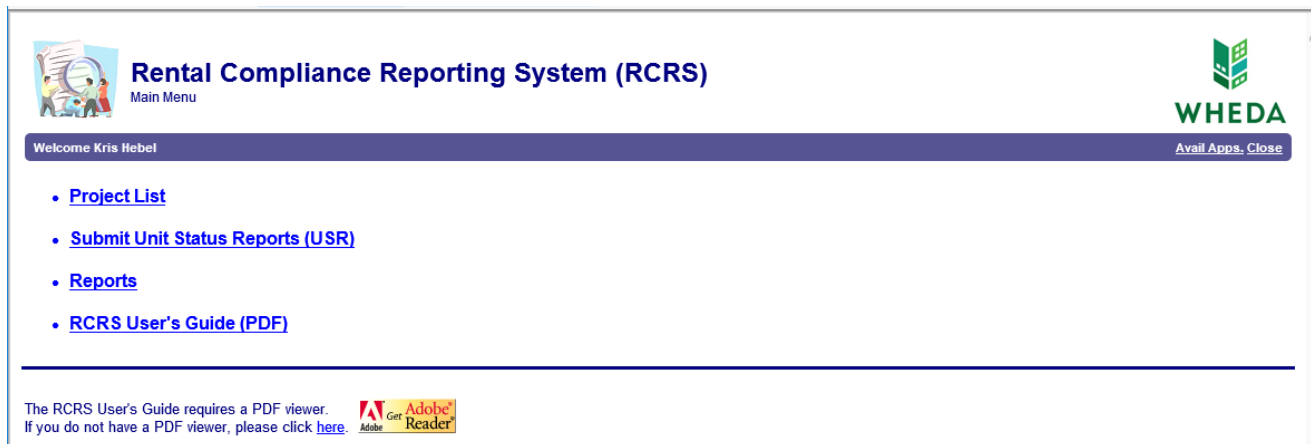 Rental Compliance Reporting System (RCRS)
Main Menu
WHEDA
Welcome Kris Hebel
Avail Apps. Close
Project List
Submit Unit Status Reports (USR)
Reports
RCRS User's Guide (PDF)
The RCRS User's Guide requires a PDF viewer.
If you do not have a PDF viewer, please click here.
Adobe
Get Adobe®
Reader®